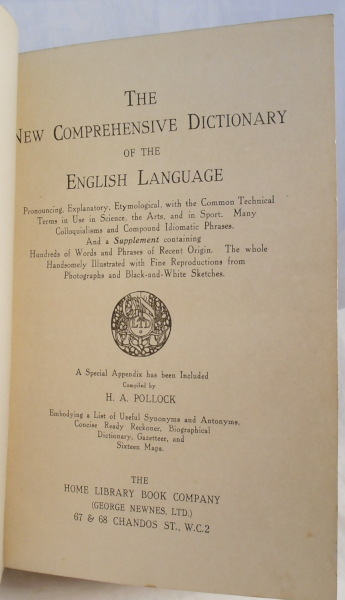 THE
NEW COMPREHENSIVE DICTIONARY
OF THE
ENGLISH LANGUAGE
Pronouncing, Explanatory, Etymological, with the Common Technical
Terms in Use in Science, the Arts, and in Sport. Many
Colloquialisms and Compound Idiomatic Phrases.
And a Supplement containing
Hundreds of Words and Phrases of Recent Origin. The whole
Handsomely Illustrated with Fine Reproductions from
Photographs and Black-and-White Sketches.
LTD
A Special Appendix has been Included
Compiled by
H. A. POLLOCK
Embodying a List of Useful Synonyms and Antonyms,
Concise Ready Reckoner, Biographical
Dictionary, Gazetteer, and
Sixteen Maps.
THE
HOME LIBRARY BOOK COMPANY
(GEORGE NEWNES, LTD.)
67 & 68 CHANDOS ST., W.C.2